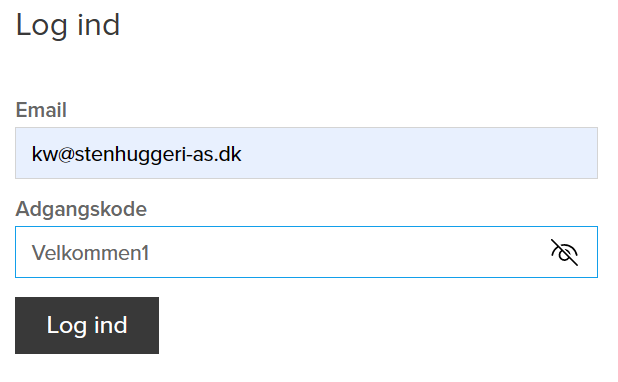 Log ind
Email
kw@stenhuggeri-as.dk
Adgangskode
Velkommen1
Log ind